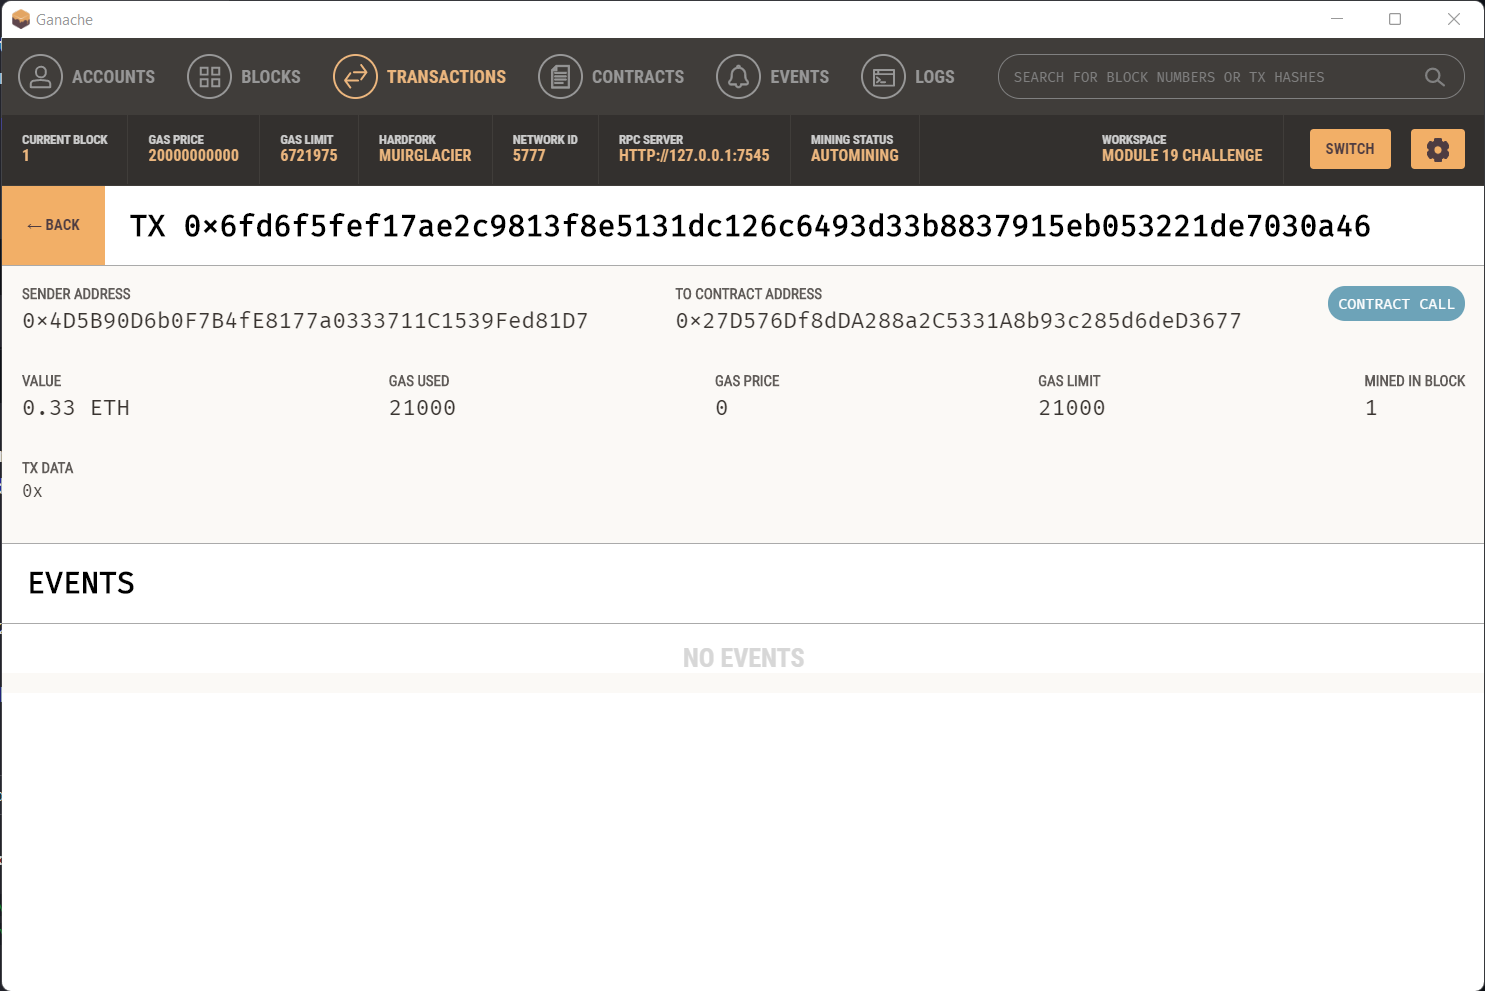 Ganache
ACCOUNTS BLOCKS TRANSACTIONS CONTRACTS EVENTS LOGS SEARCH FOR BLOCK NUMBERS OR TX HASHES
CURRENT BLOCK GAS PRICE GAS LIMIT HARDFORK NETWORK ID RPC SERVER MINING STATUS WORKSPACE
1 20000000000 6721975 MUIRGLACIER 5777 HTTP://127.0.0.1:7545 AUTOMINING MODULE 19 CHALLENGE SWITCH
← BACK TX 0×6fd6f5fef17ae2c9813f8e5131dc126c6493d33b8837915eb053221de7030a46
SENDER ADDRESS TO CONTRACT ADDRESS
0×4D5B90D6b0F7B4fE8177a0333711C1539Fed81D7 0×27D576Df8dDA288a2C5331A8b93c285d6deD3677 CONTRACT CALL
VALUE GAS USED GAS PRICE GAS LIMIT MINED IN BLOCK
0.33 ETH 21000 0 21000 1
TX DATA
0x
EVENTS
NO EVENTS